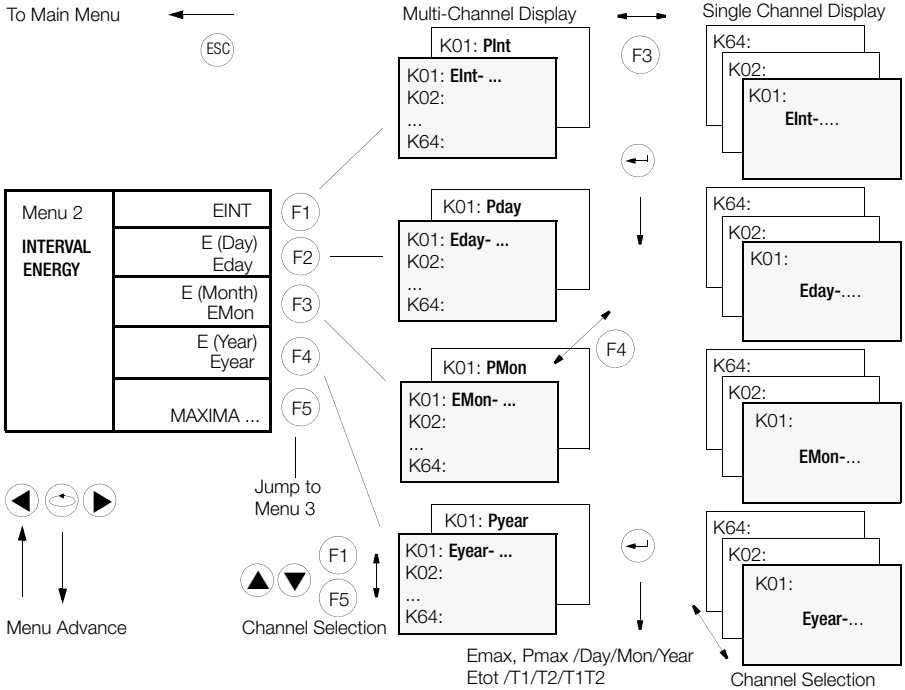 To Main Menu
ESC
Multi-Channel Display
Single Channel Display
F3
K01: PInt
K01: EInt- ...
K02:
...
K64:
K64:
K02:
K01:
EInt-....
Menu 2
INTERVAL
ENERGY
EINT
F1
E (Day)
Eday
F2
E (Month)
EMon
F3
E (Year)
Eyear
F4
MAXIMA ...
F5
Jump to
Menu 3
K01: Pday
K01: Eday- ...
K02:
...
K64:
K64:
K02:
K01:
Eday-....
F4
K01: PMon
K01: EMon- ...
K02:
...
K64:
K64:
K02:
K01:
EMon-...
K01: Pyear
K01: Eyear- ...
K02:
...
K64:
K64:
K02:
K01:
Eyear-...
Menu Advance
F1
F5
Channel Selection
Emax, Pmax /Day/Mon/Year
Etot /T1/T2/T1T2
Channel Selection